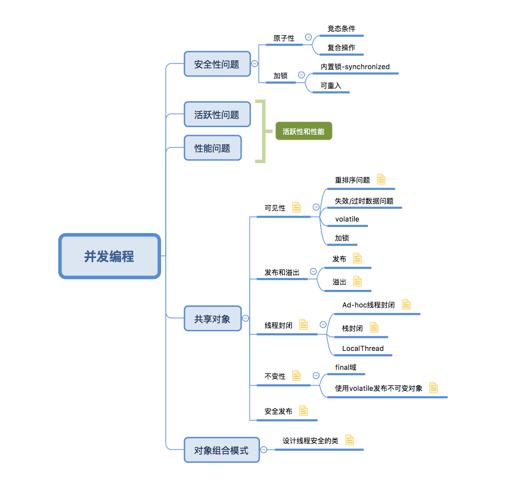 并发编程
安全性问题
原子性
竞态条件
复合操作
加锁
内置锁-synchronized
可重入
活跃性问题
性能问题
活跃性和性能
共享对象
可见性
重排序问题
失效/过时数据问题
volatile
加锁
发布和溢出
发布
溢出
线程封闭
Ad-hoc线程封闭
栈封闭
LocalThread
不变性
final域
使用volatile发布不可变对象
安全发布
对象组合模式
设计线程安全的类